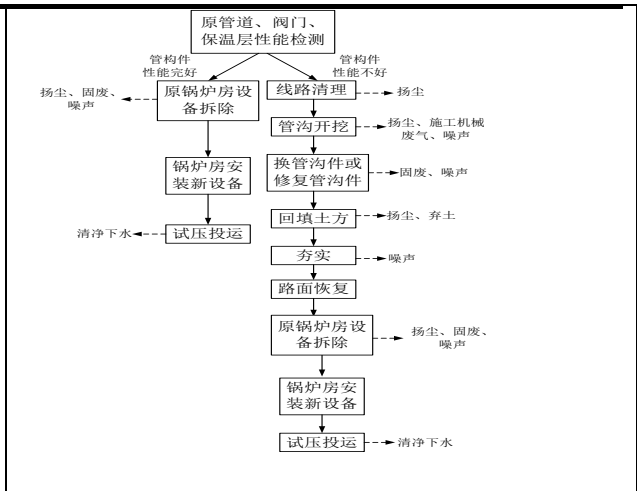 原管道、阀门、
保温层性能检测
管构件
性能完好
管构件
性能不好
扬尘、固废、
噪声
原锅炉房设
备拆除
线路清理
扬尘
管沟开挖
扬尘、施工机械
废气、噪声
锅炉房安
装新设备
换管沟件或
修复管沟件
固废、噪声
清净下水
试压投运
回填土方
扬尘、弃土
夯实
噪声
路面恢复
原锅炉房设
备拆除
扬尘、固废、
噪声
锅炉房安
装新设备
试压投运
清净下水